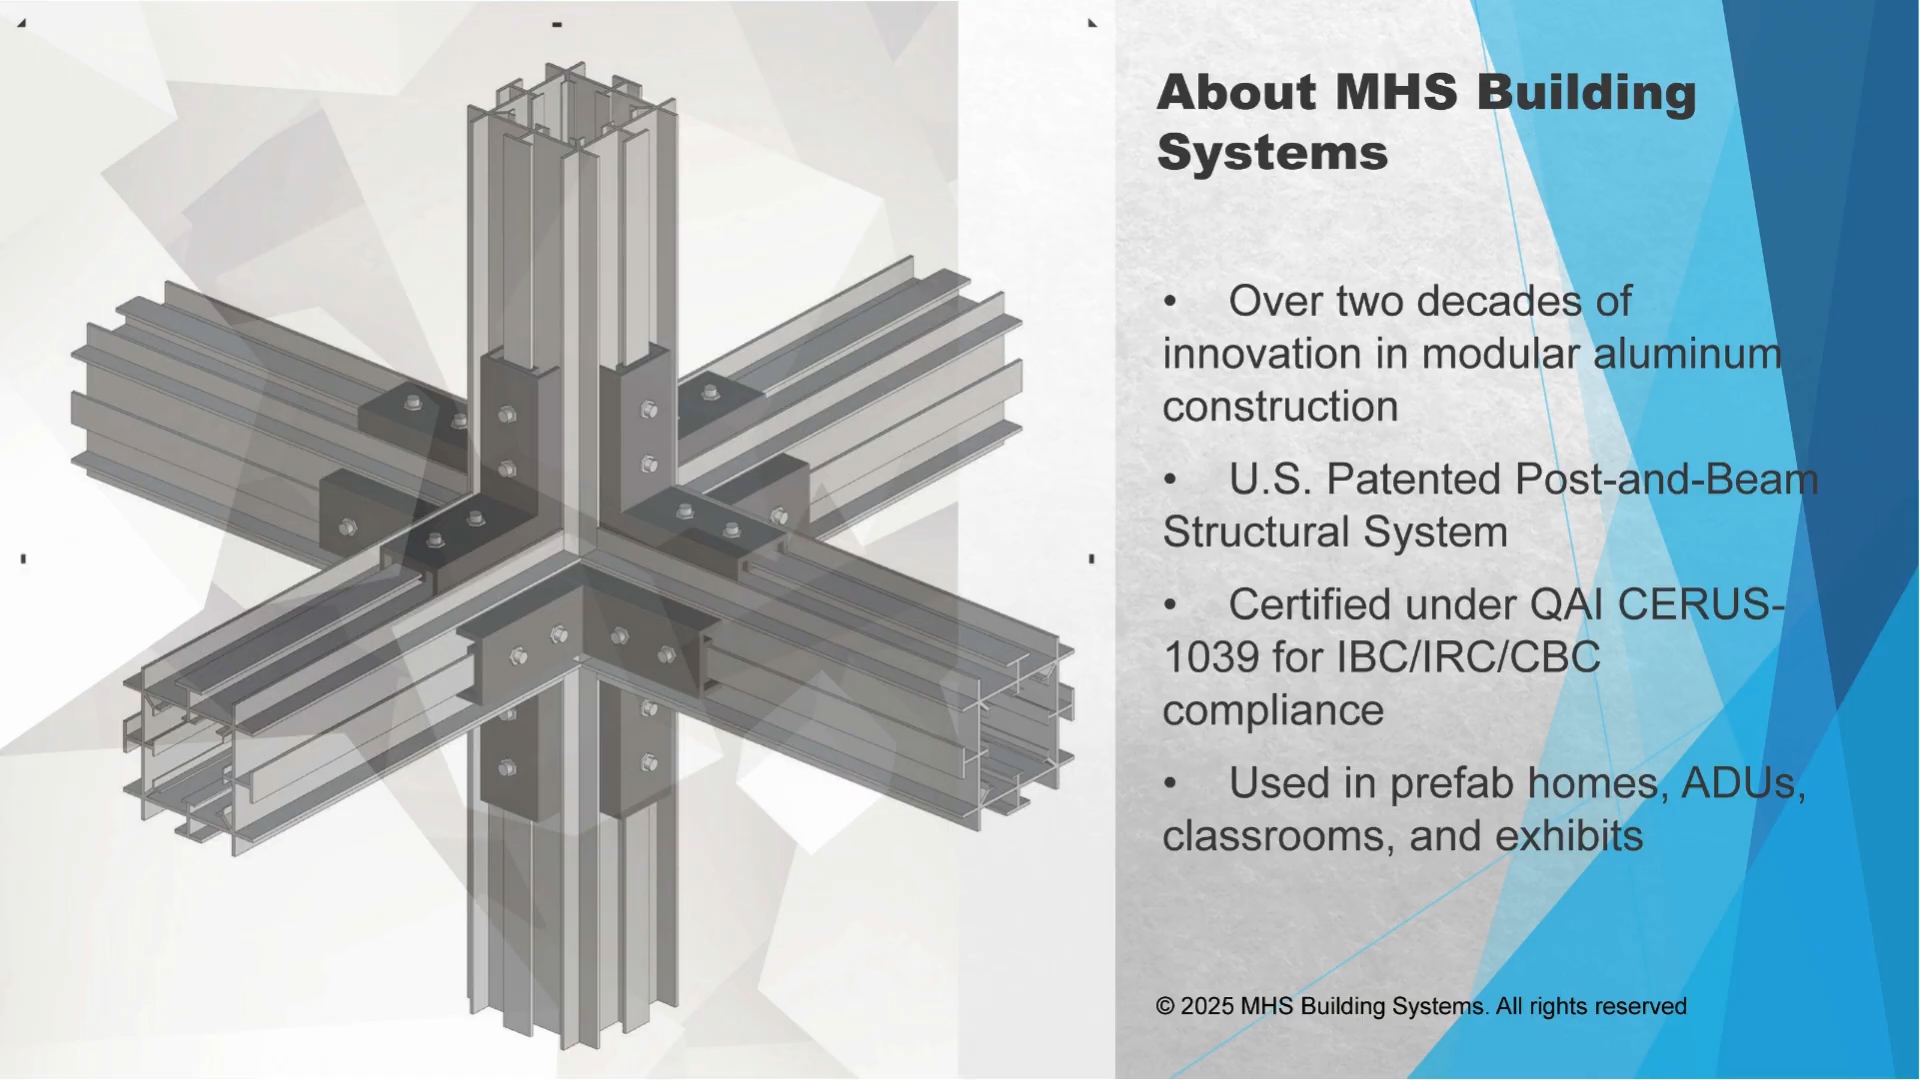 About MHS Building
Systems
• Over two decades of
innovation in modular aluminum
construction
• U.S. Patented Post-and-Beam
Structural System
• Certified under QAI CERUS-
1039 for IBC/IRC/CBC
compliance
• Used in prefab homes, ADUs,
classrooms, and exhibits
© 2025 MHS Building Systems. All rights reserved